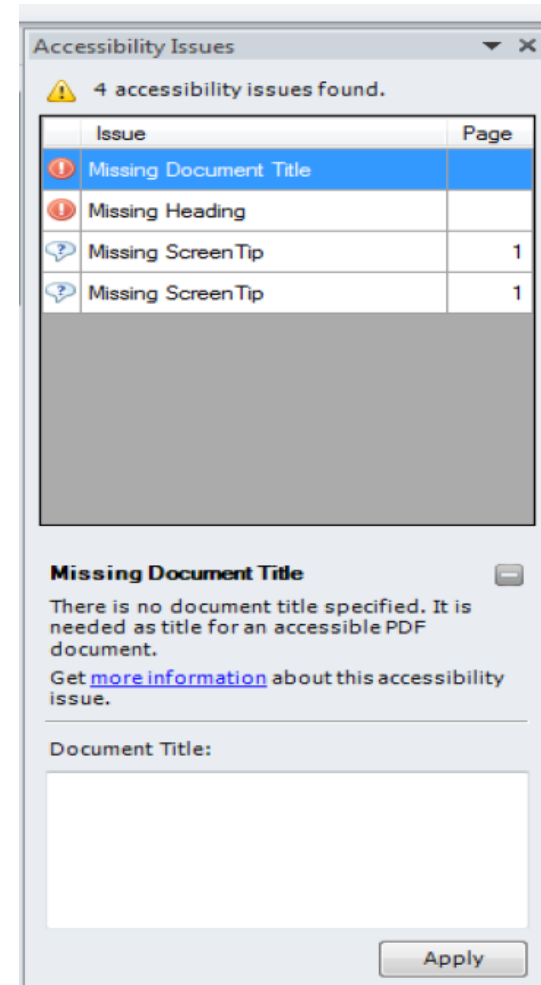 Accessibility Issues
4 accessibility issues found.
Issue Page
Missing Document Title
Missing Heading
Missing ScreenTip 1
Missing ScreenTip 1
Missing Document Title
There is no document title specified. It is
needed as title for an accessible PDF
document.
Get more information about this accessibility
issue.
Document Title:
Apply